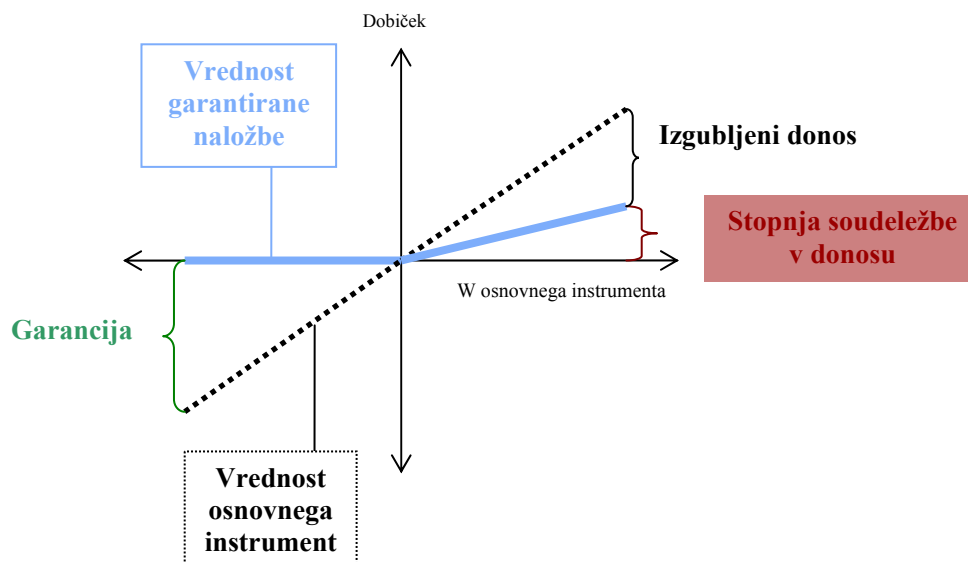 Dobiček
Vrednost
garantirane
naložbe
Izgubljeni donos
Stopnja soudeležbe
v donosu
W osnovnega instrumenta
Garancija
Vrednost
osnovnega
instrument